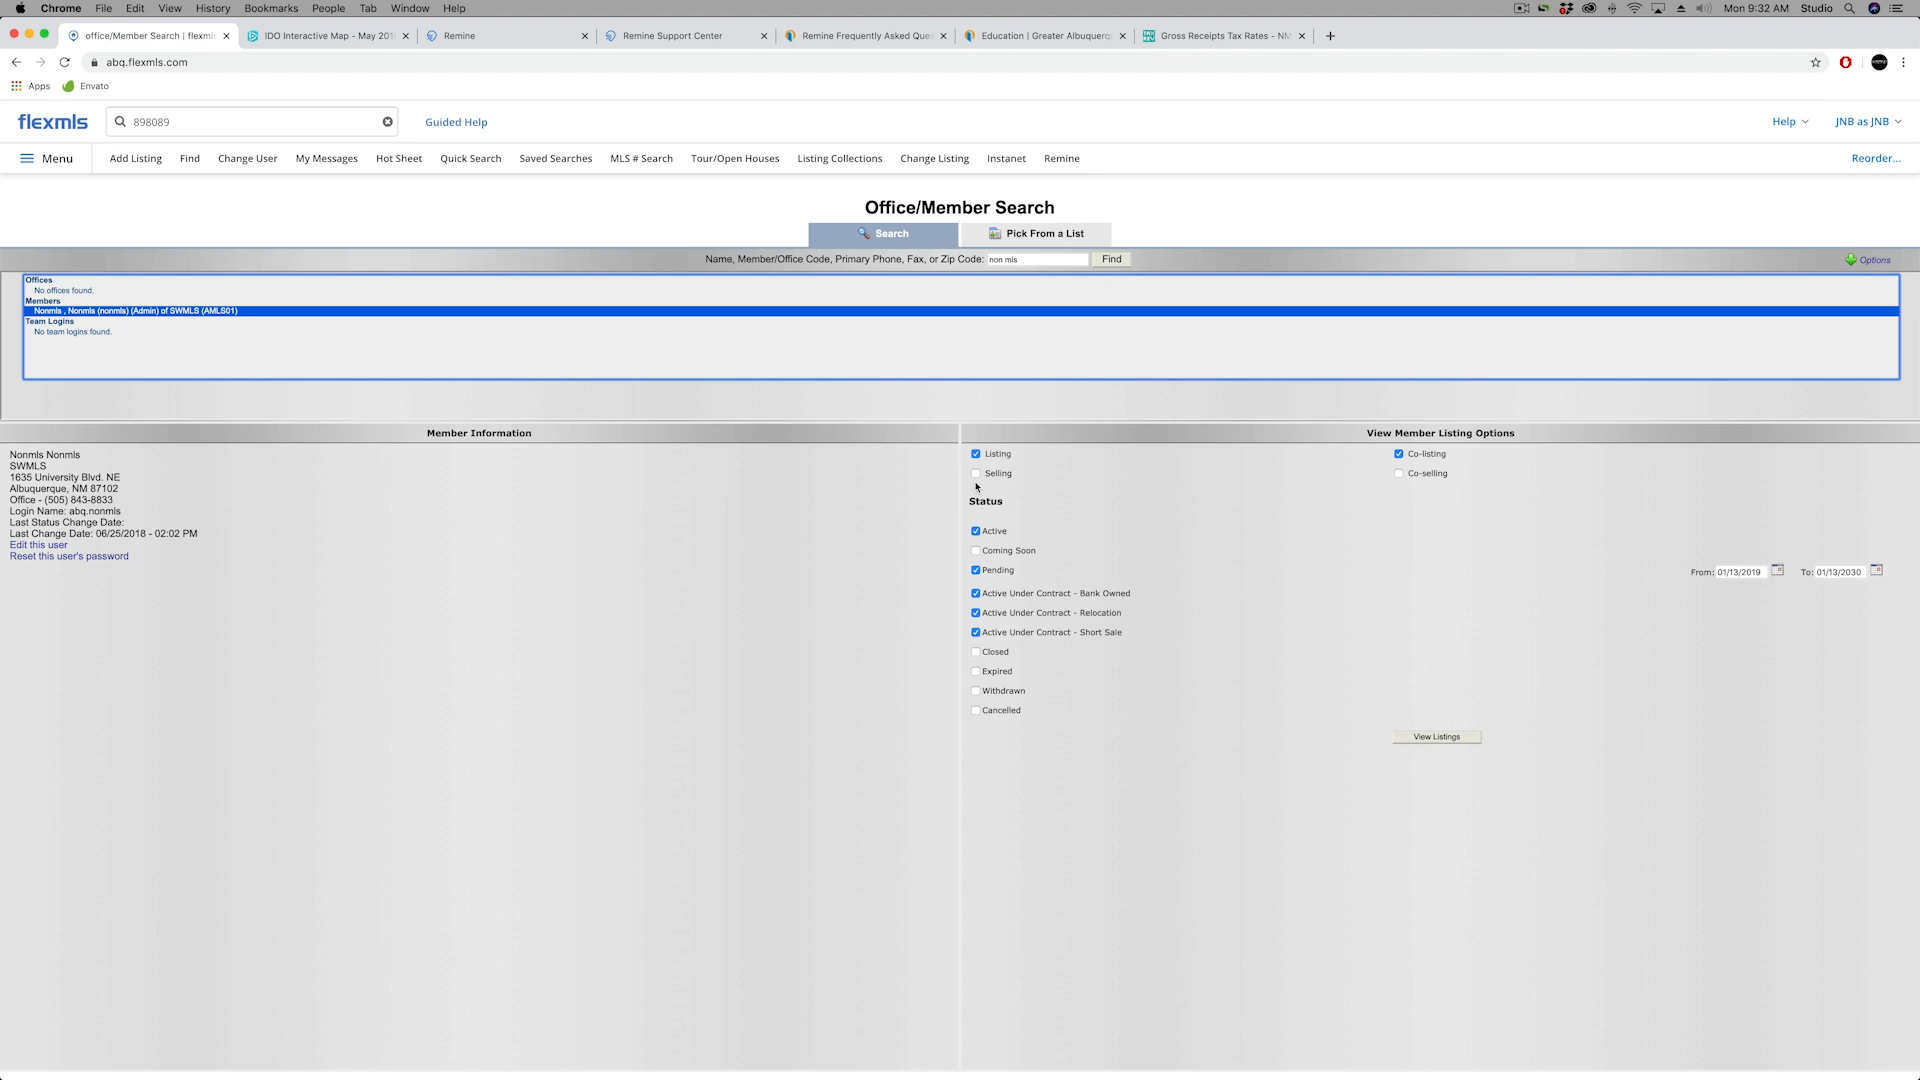 Chrome File Edit View History Bookmarks People Tab Window Help Mon 9:32 AM Studio
office/Member Search | flexmls IDO Interactive Map - May 201 Remine Remine Support Center Remine Frequently Asked Ques Education | Greater Albuquerq Gross Receipts Tax Rates - NM
abq.flexmls.com
Apps Envato
flexmls 898089 Guided Help Help JNB as JNB
Menu Add Listing Find Change User My Messages Hot Sheet Quick Search Saved Searches MLS # Search Tour/Open Houses Listing Collections Change Listing Instanet Remine Reorder...
Office/Member Search
Search Pick From a List
Name, Member/Office Code, Primary Phone, Fax, or Zip Code: non mls Find Options
Offices
No offices found.
Members
Nonmls , Nonmls (nonmls) (Admin) of SWMLS (AMLS01)
Team Logins
No team logins found.
Member Information
Nonmls Nonmls
SWMLS
1635 University Blvd. NE
Albuquerque, NM 87102
Office - (505) 843-8833
Login Name: abq.nonmls
Last Status Change Date:
Last Change Date: 06/25/2018 - 02:02 PM
Edit this user
Reset this user's password
View Member Listing Options
Listing Co-listing
Selling Co-selling
Status
Active
Coming Soon
Pending From: 01/13/2019 To: 01/13/2030
Active Under Contract - Bank Owned
Active Under Contract - Relocation
Active Under Contract - Short Sale
Closed
Expired
Withdrawn
Cancelled
View Listings